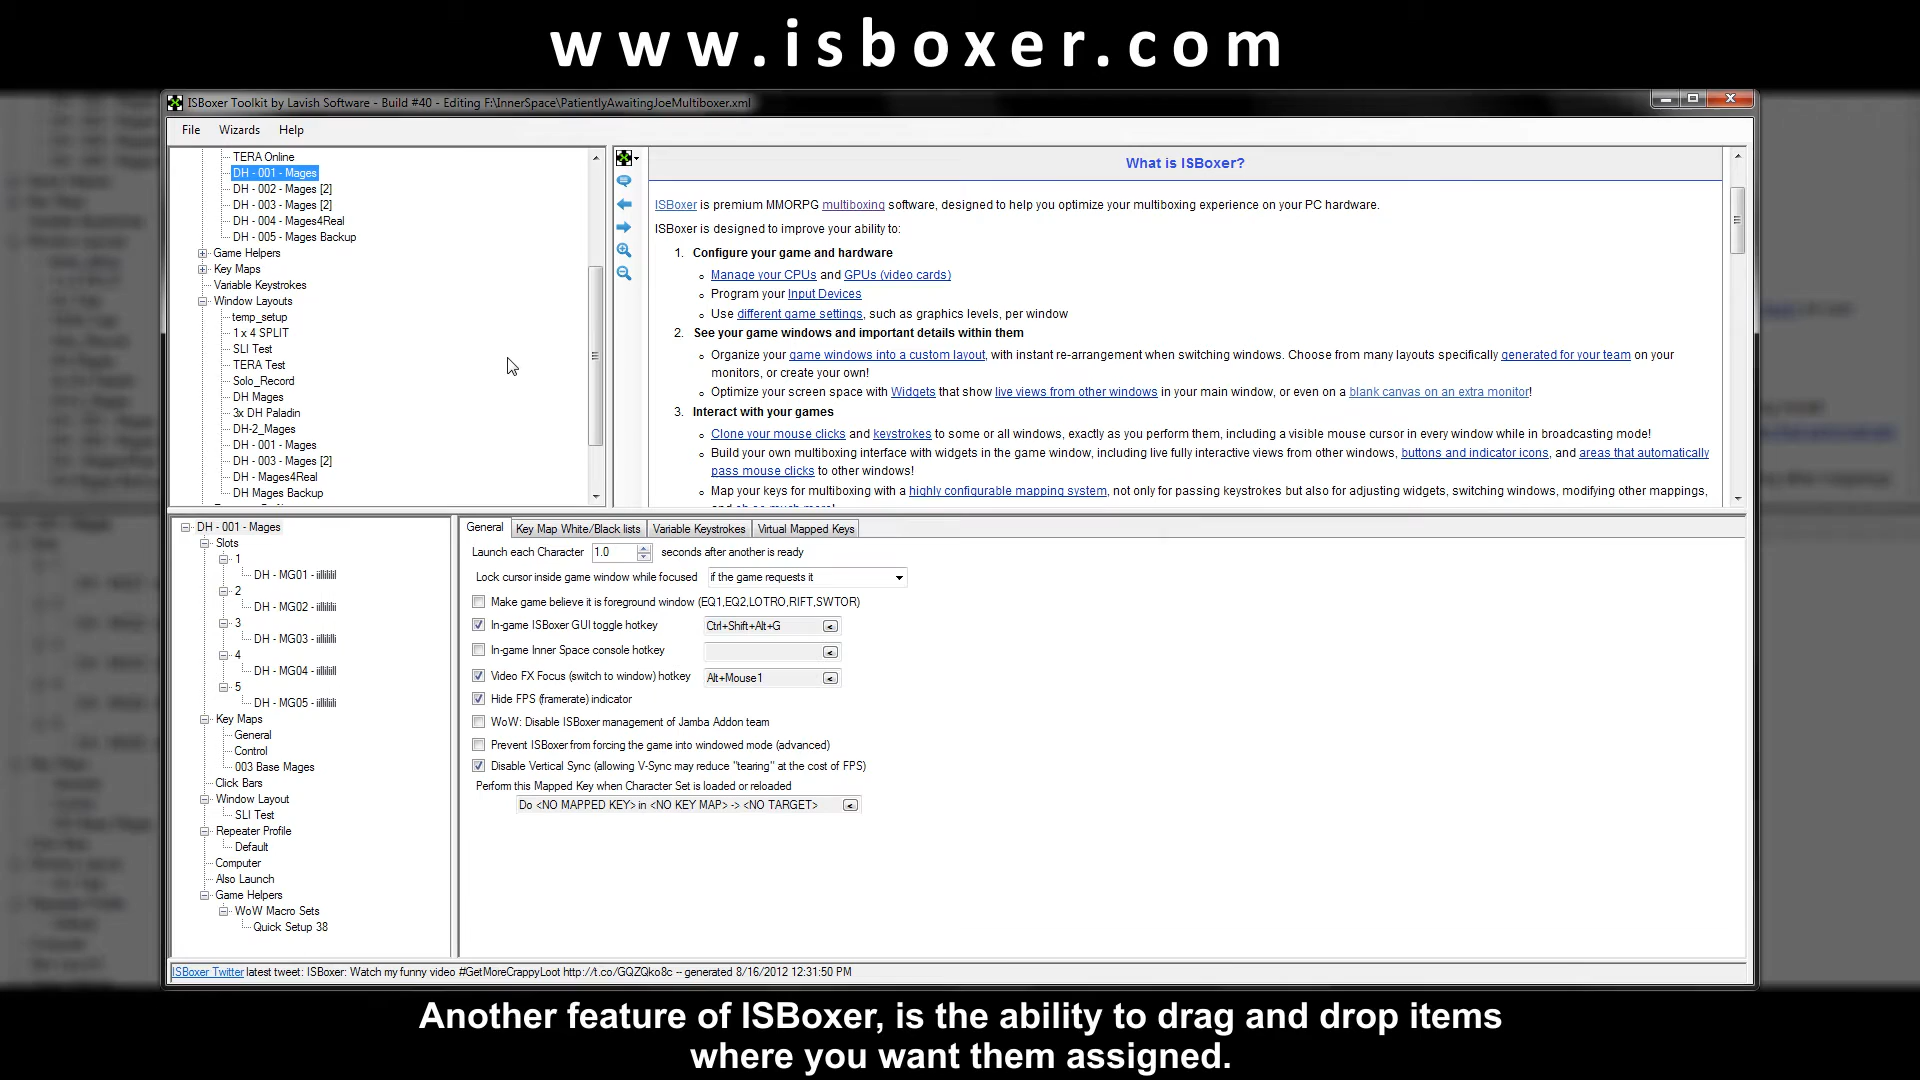 www.isboxer.com
ISBoxer Toolkit by Lavish Software - Build #40 - Editing F:\InnerSpace\PatientlyAwaitingJoeMultiboxer.xml
File Wizards Help
TERA Online
DH - 001 - Mages
DH - 002 - Mages [2]
DH - 003 - Mages [2]
DH - 004 - Mages4Real
DH - 005 - Mages Backup
Game Helpers
Key Maps
Variable Keystrokes
Window Layouts
temp_setup
1 x 4 SPLIT
SLI Test
TERA Test
Solo_Record
DH Mages
3x DH Paladin
DH-2_Mages
DH - 001 - Mages
DH - 003 - Mages [2]
DH - Mages4Real
DH Mages Backup
What is ISBoxer?
ISBoxer is premium MMORPG multiboxing software, designed to help you optimize your multiboxing experience on your PC hardware.
ISBoxer is designed to improve your ability to:
1. Configure your game and hardware
Manage your CPUs and GPUs (video cards)
Program your Input Devices
Use different game settings, such as graphics levels, per window
2. See your game windows and important details within them
Organize your game windows into a custom layout, with instant re-arrangement when switching windows. Choose from many layouts specifically generated for your team on your
monitors, or create your own!
Optimize your screen space with Widgets that show live views from other windows in your main window, or even on a blank canvas on an extra monitor!
3. Interact with your games
Clone your mouse clicks and keystrokes to some or all windows, exactly as you perform them, including a visible mouse cursor in every window while in broadcasting mode!
Build your own multiboxing interface with widgets in the game window, including live fully interactive views from other windows, buttons and indicator icons, and areas that automatically
pass mouse clicks to other windows!
Map your keys for multiboxing with a highly configurable mapping system, not only for passing keystrokes but also for adjusting widgets, switching windows, modifying other mappings,
DH - 001 - Mages
Slots
1
DH - MG01 - iillilil
2
DH - MG02 - iillilili
3
DH - MG03 - iillilili
4
DH - MG04 - iillilill
5
DH - MG05 - iillilili
Key Maps
General
Control
003 Base Mages
Click Bars
Window Layout
SLI Test
Repeater Profile
Default
Computer
Also Launch
Game Helpers
WoW Macro Sets
Quick Setup 38
General Key Map White/Black lists Variable Keystrokes Virtual Mapped Keys
Launch each Character 1.0 seconds after another is ready
Lock cursor inside game window while focused if the game requests it
Make game believe it is foreground window (EQ1,EQ2,LOTRO,RIFT,SWTOR)
In-game ISBoxer GUI toggle hotkey Ctrl+Shift+Alt+G <
In-game Inner Space console hotkey <
Video FX Focus (switch to window) hotkey Alt+Mouse1 <
Hide FPS (framerate) indicator
WoW: Disable ISBoxer management of Jamba Addon team
Prevent ISBoxer from forcing the game into windowed mode (advanced)
Disable Vertical Sync (allowing V-Sync may reduce "tearing" at the cost of FPS)
Perform this Mapped Key when Character Set is loaded or reloaded
Do <NO MAPPED KEY> in <NO KEY MAP> -> <NO TARGET> <
ISBoxer Twitter latest tweet: ISBoxer: Watch my funny video #GetMoreCrappyLoot http://t.co/GQZQko8c -- generated 8/16/2012 12:31:50 PM
Another feature of ISBoxer, is the ability to drag and drop items
where you want them assigned.